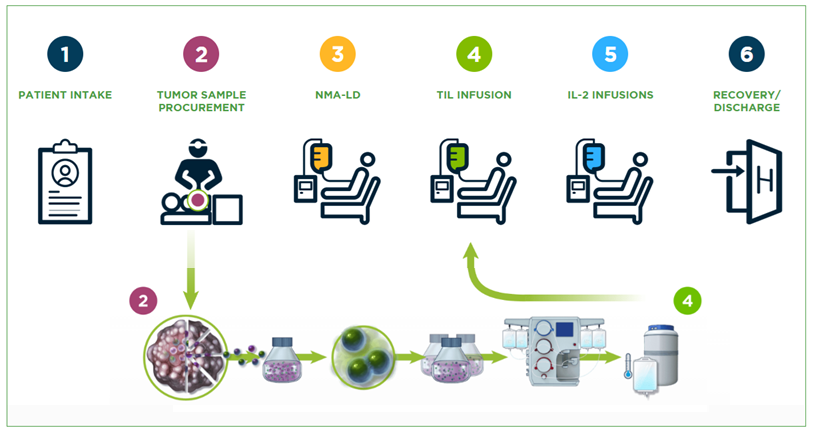 1
2
3
4
5
6
PATIENT INTAKE
TUMOR SAMPLE
PROCUREMENT
NMA-LD
TIL INFUSION
IL-2 INFUSIONS
RECOVERY/
DISCHARGE
H
2
4